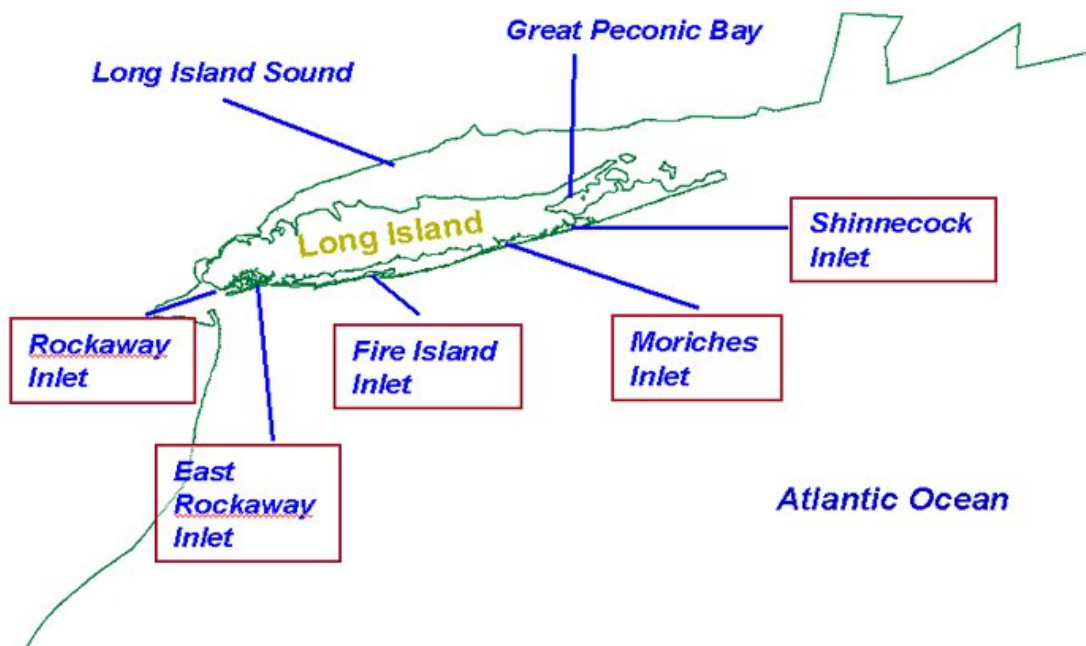 Great Peconic Bay
Long Island Sound
Long Island
Shinnecock
Inlet
Rockaway
Inlet
Fire Island
Inlet
Moriches
Inlet
East
Rockaway
Inlet
Atlantic Ocean